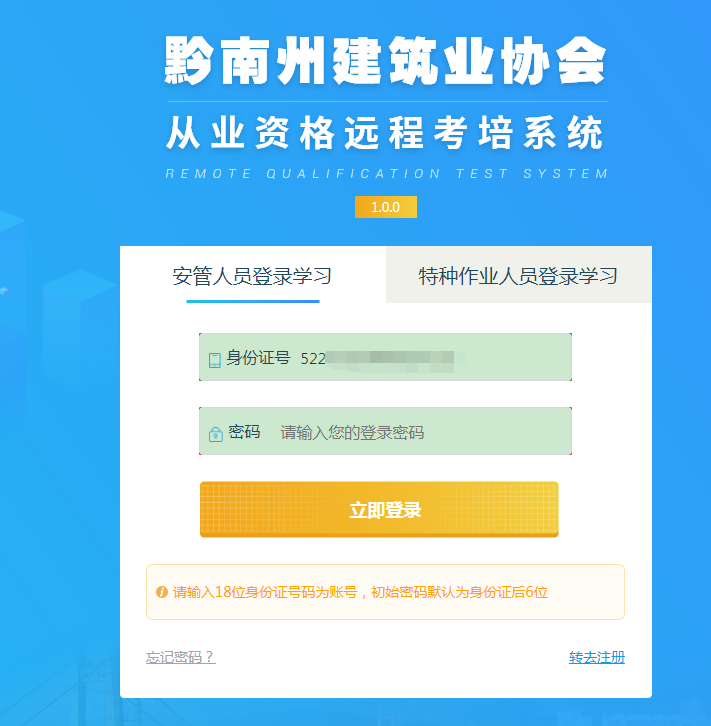 黔南州建筑业协会
从业资格远程考培系统
REMOTE QUALIFICATION TEST SYSTEM
1.0.0
安管人员登录学习 特种作业人员登录学习
身份证号 522
密码 请输入您的登录密码
立即登录
请输入18位身份证号码为账号，初始密码默认为身份证后6位
忘记密码？ 转去注册